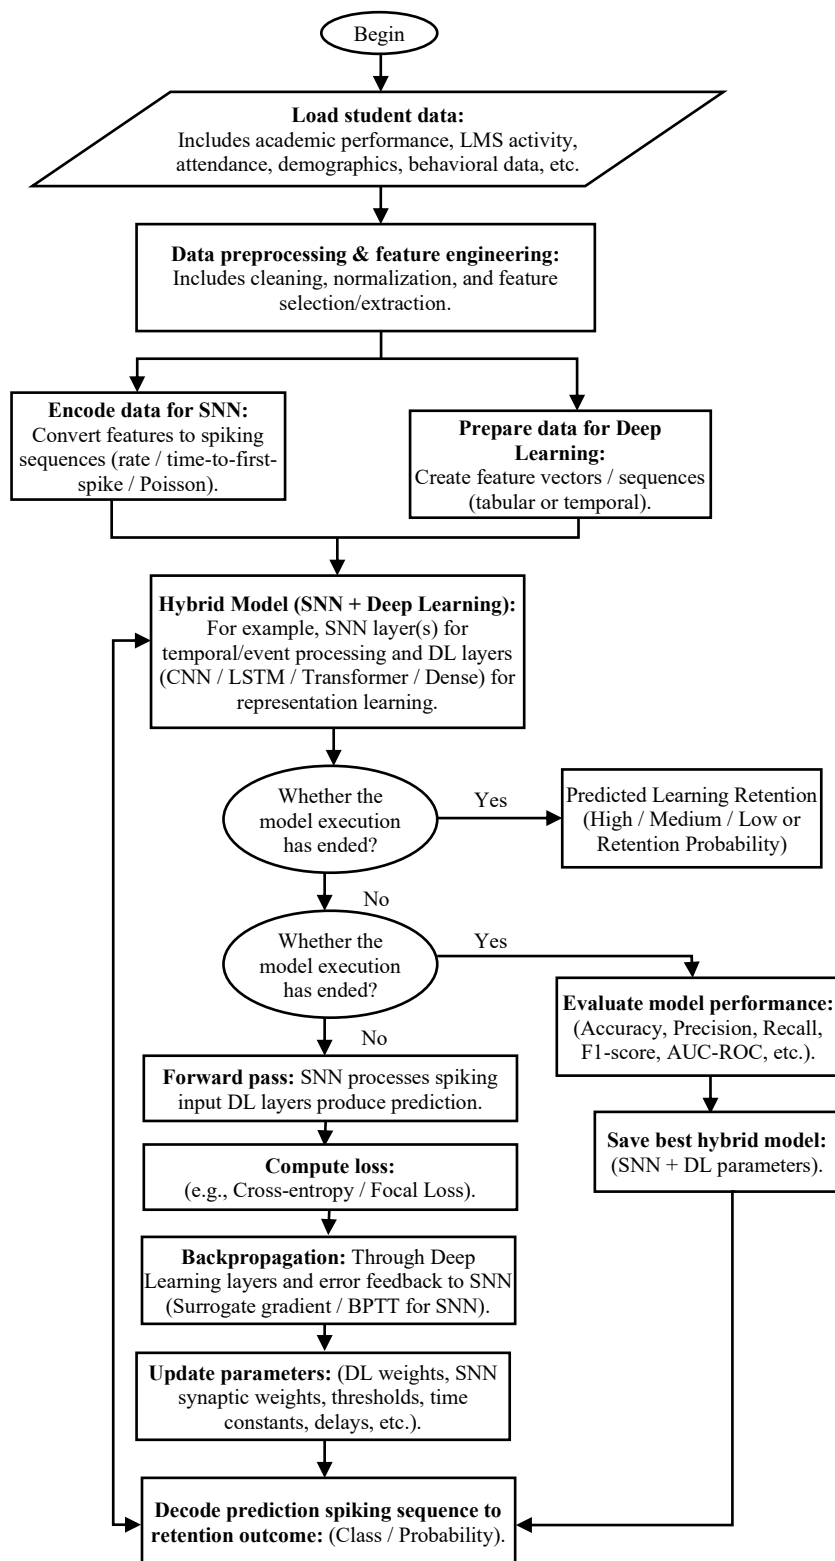 Begin
Load student data:
Includes academic performance, LMS activity,
attendance, demographics, behavioral data, etc.
Data preprocessing & feature engineering:
Includes cleaning, normalization, and feature
selection/extraction.
Encode data for SNN:
Convert features to spiking
sequences (rate / time-to-first-
spike / Poisson).
Prepare data for Deep
Learning:
Create feature vectors / sequences
(tabular or temporal).
Hybrid Model (SNN + Deep Learning):
For example, SNN layer(s) for
temporal/event processing and DL layers
(CNN / LSTM / Transformer / Dense) for
representation learning.
Whether the
model execution
has ended?
Yes
Predicted Learning Retention
(High / Medium / Low or
Retention Probability)
No
Whether the
model execution
has ended?
Yes
Evaluate model performance:
(Accuracy, Precision, Recall,
F1-score, AUC-ROC, etc.).
No
Forward pass: SNN processes spiking
input DL layers produce prediction.
Save best hybrid model:
(SNN + DL parameters).
Compute loss:
(e.g., Cross-entropy / Focal Loss).
Backpropagation: Through Deep
Learning layers and error feedback to SNN
(Surrogate gradient / BPTT for SNN).
Update parameters: (DL weights, SNN
synaptic weights, thresholds, time
constants, delays, etc.).
Decode prediction spiking sequence to
retention outcome: (Class / Probability).